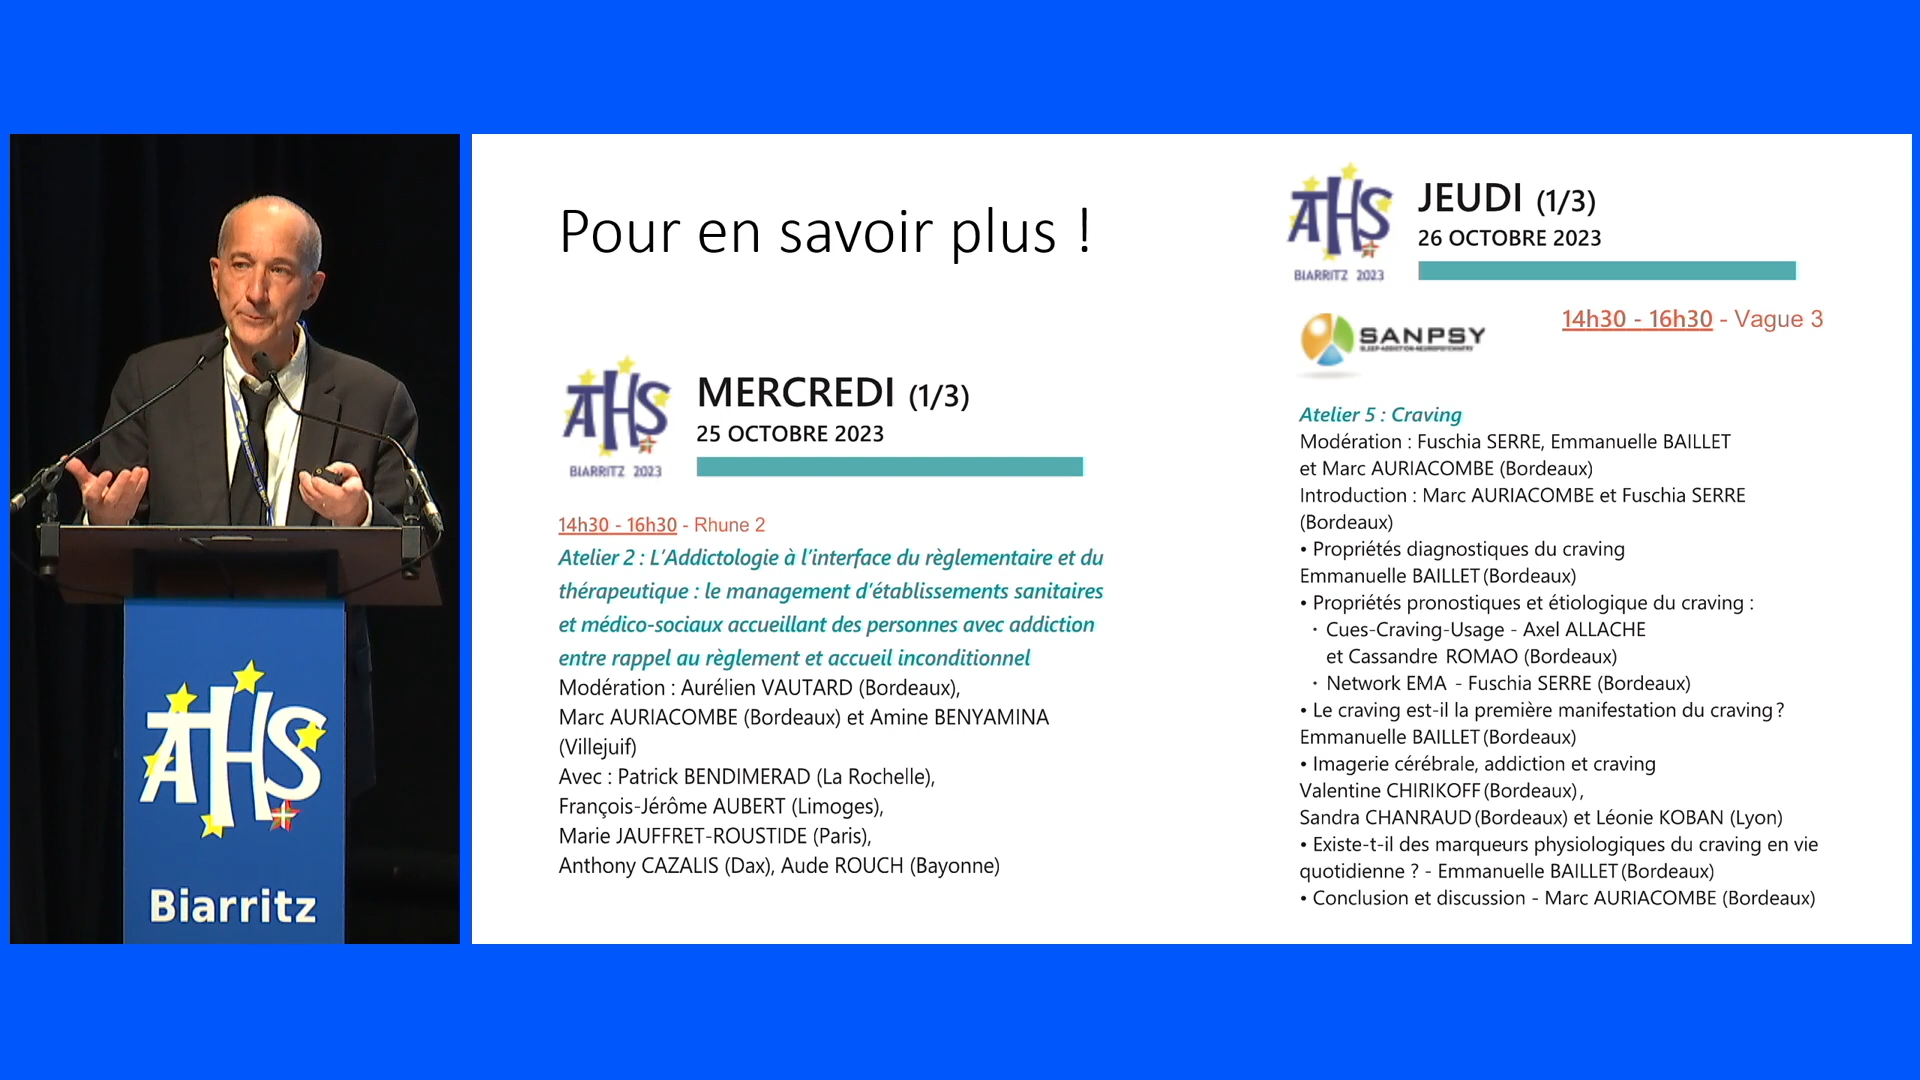 Pour en savoir plus !
ATHS
BIARRITZ 2023
MERCREDI (1/3)
25 OCTOBRE 2023
14h30 - 16h30 - Rhune 2
Atelier 2 : L'Addictologie à l'interface du règlementaire et du
thérapeutique : le management d'établissements sanitaires
et médico-sociaux accueillant des personnes avec addiction
entre rappel au règlement et accueil inconditionnel
Modération : Aurélien VAUTARD (Bordeaux),
Marc AURIACOMBE (Bordeaux) et Amine BENYAMINA
(Villejuif)
Avec : Patrick BENDIMERAD (La Rochelle),
François-Jérôme AUBERT (Limoges),
Marie JAUFFRET-ROUSTIDE (Paris),
Anthony CAZALIS (Dax), Aude ROUCH (Bayonne)
ATHS
BIARRITZ 2023
JEUDI (1/3)
26 OCTOBRE 2023
SANPSY
SLEEP-ADDICTION-NEUROPSYCHIATRY
14h30 - 16h30 - Vague 3
Atelier 5 : Craving
Modération : Fuschia SERRE, Emmanuelle BAILLET
et Marc AURIACOMBE (Bordeaux)
Introduction : Marc AURIACOMBE et Fuschia SERRE
(Bordeaux)
• Propriétés diagnostiques du craving
Emmanuelle BAILLET (Bordeaux)
• Propriétés pronostiques et étiologique du craving :
· Cues-Craving-Usage - Axel ALLACHE
et Cassandre ROMAO (Bordeaux)
· Network EMA - Fuschia SERRE (Bordeaux)
• Le craving est-il la première manifestation du craving ?
Emmanuelle BAILLET (Bordeaux)
• Imagerie cérébrale, addiction et craving
Valentine CHIRIKOFF (Bordeaux),
Sandra CHANRAUD (Bordeaux) et Léonie KOBAN (Lyon)
• Existe-t-il des marqueurs physiologiques du craving en vie
quotidienne ? - Emmanuelle BAILLET (Bordeaux)
• Conclusion et discussion - Marc AURIACOMBE (Bordeaux)
ATHS
Biarritz